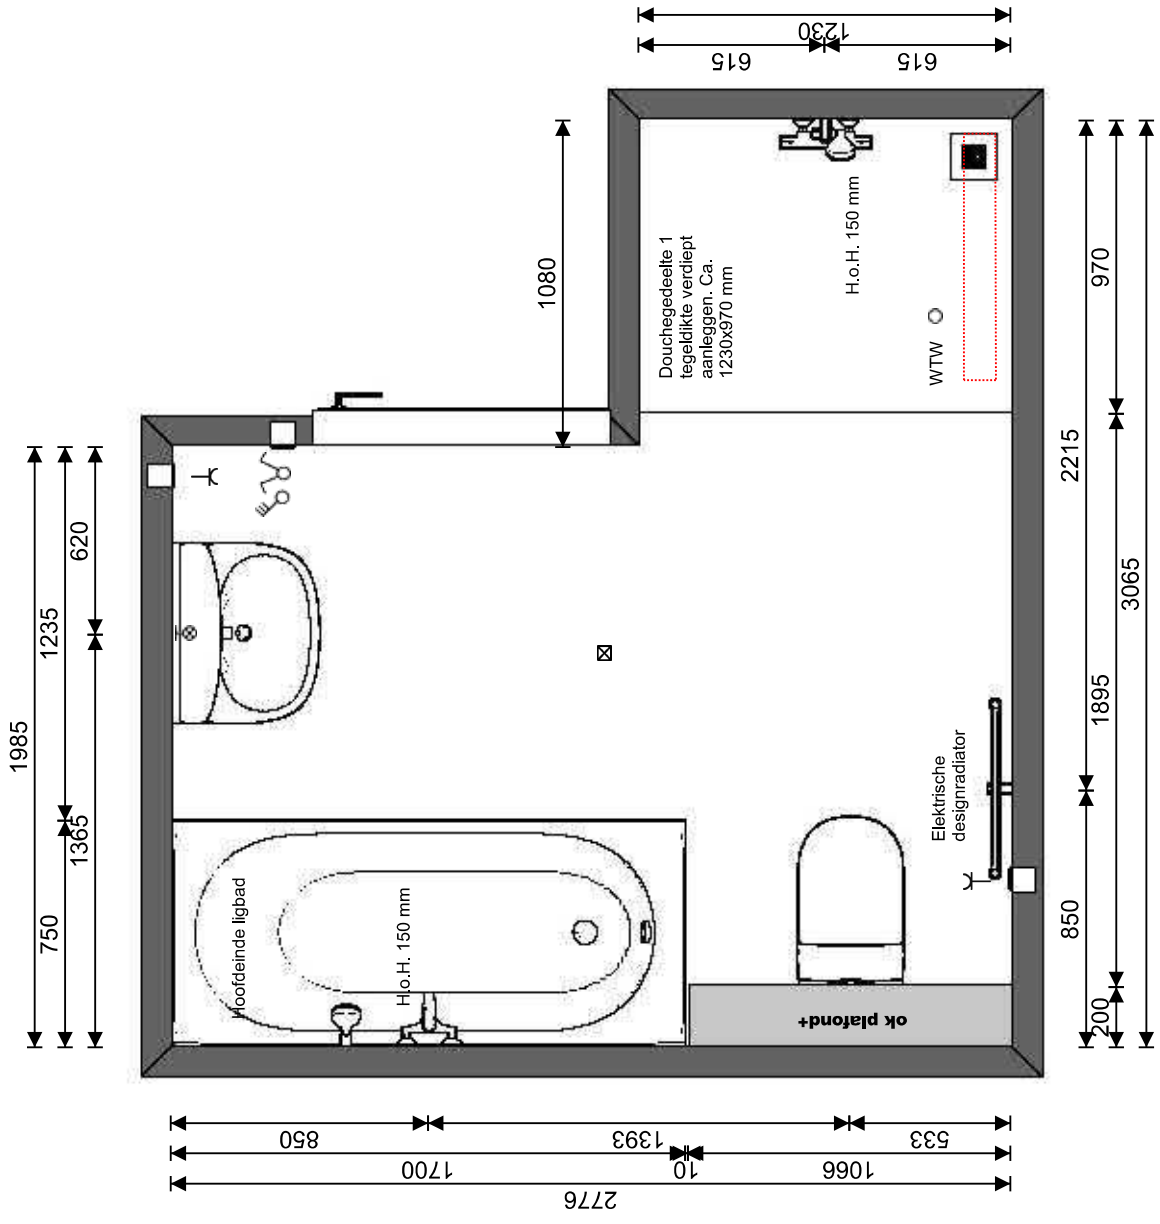 1230
615
615
1080
Douchegedeelte 1
tegeldikte verdiept
aanleggen. Ca.
1230x970 mm
H.o.H. 150 mm
WTW
970
2215
3065
1895
850
200
620
1235
1985
1365
750
Elektrische
designradiator
Hoofdeinde ligbad
H.o.H. 150 mm
ok plafond+
850
1393
533
1700
10
1066
2776